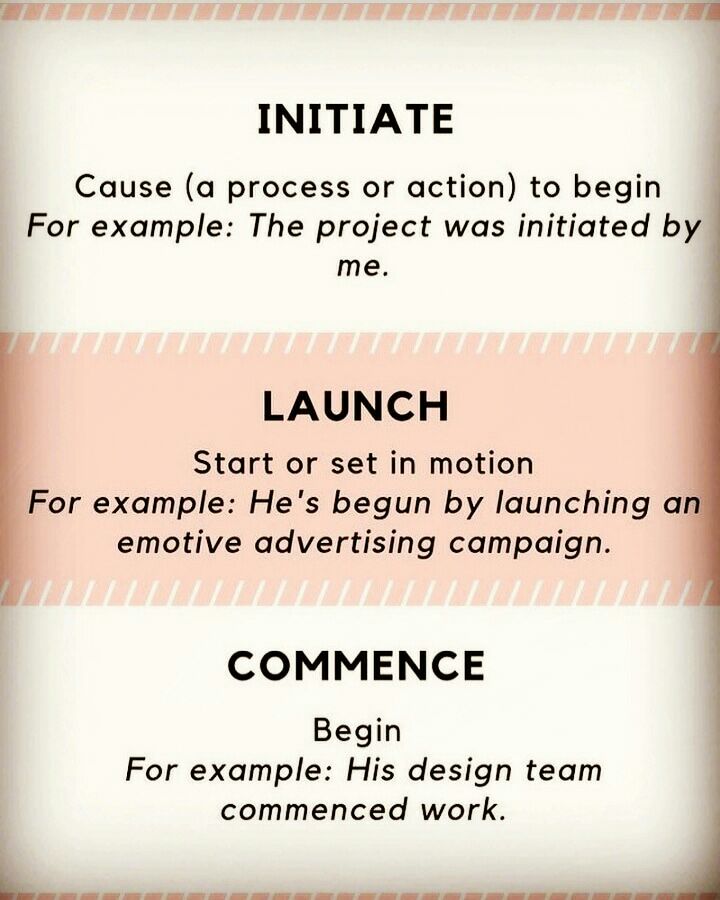 INITIATE
Cause (a process or action) to begin
For example: The project was initiated by
me.
LAUNCH
Start or set in motion
For example: He's begun by launching an
emotive advertising campaign.
COMMENCE
Begin
For example: His design team
commenced work.